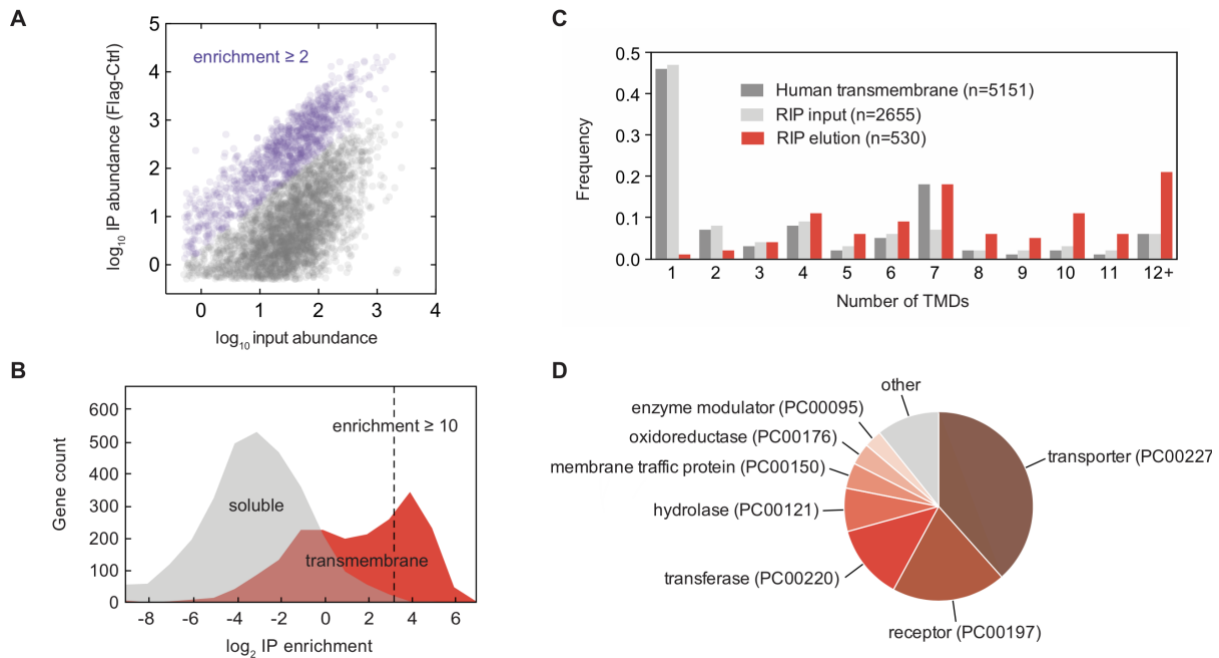 A
enrichment ≥ 2
log10 IP abundance (Flag-Ctrl)
5
4
3
2
1
0
0 1 2 3 4
log10 input abundance
C
Frequency
0.5
0.4
0.3
0.2
0.1
0.0
Human transmembrane (n=5151)
RIP input (n=2655)
RIP elution (n=530)
1 2 3 4 5 6 7 8 9 10 11 12+
Number of TMDs
B
Gene count
600
500
400
300
200
100
0
enrichment ≥ 10
soluble
transmembrane
-8 -6 -4 -2 0 2 4 6
log2 IP enrichment
D
other
enzyme modulator (PC00095)
oxidoreductase (PC00176)
membrane traffic protein (PC00150)
hydrolase (PC00121)
transferase (PC00220)
receptor (PC00197)
transporter (PC00227